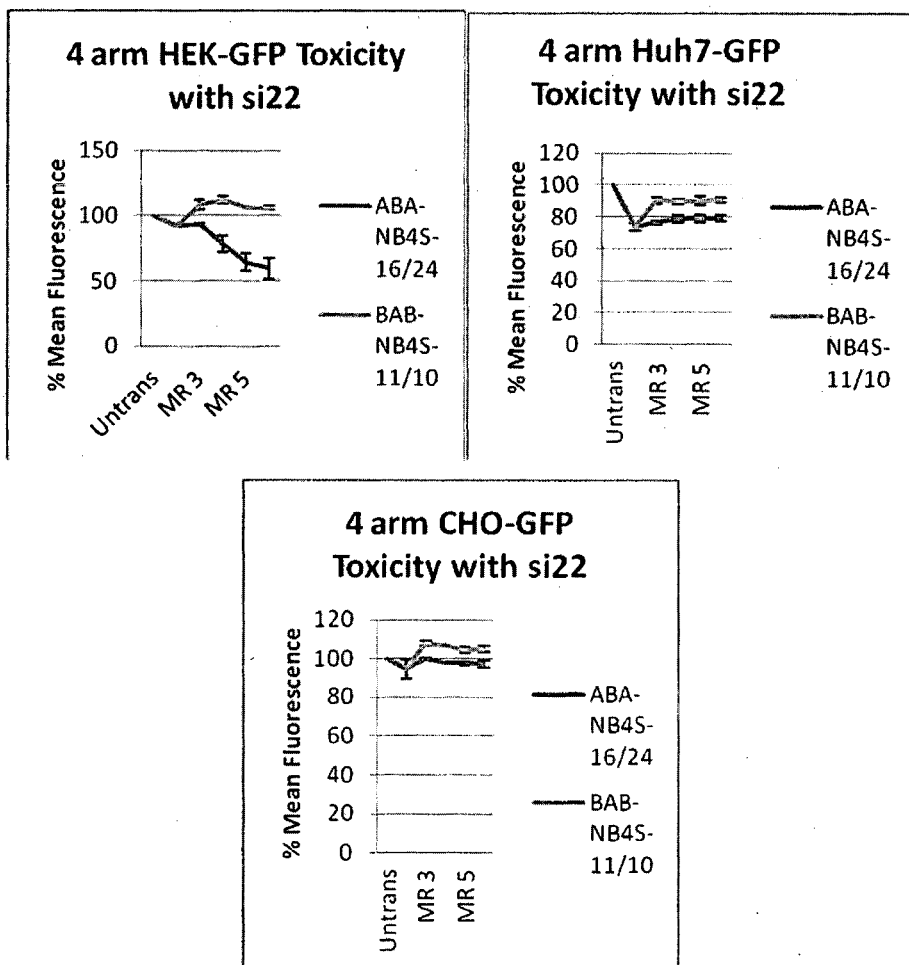 4 arm HEK-GFP Toxicity
with si22
% Mean Fluorescence
150
100
50
0
Untrans
MR 3
MR 5
ABA-
NB4S-
16/24
BAB-
NB4S-
11/10
4 arm Huh7-GFP
Toxicity with si22
% Mean Fluorescence
120
100
80
60
40
20
0
Untrans
MR 3
MR 5
ABA-
NB4S-
16/24
BAB-
NB4S-
11/10
4 arm CHO-GFP
Toxicity with si22
% Mean Fluorescence
120
100
80
60
40
20
0
Untrans
MR 3
MR 5
ABA-
NB4S-
16/24
BAB-
NB4S-
11/10